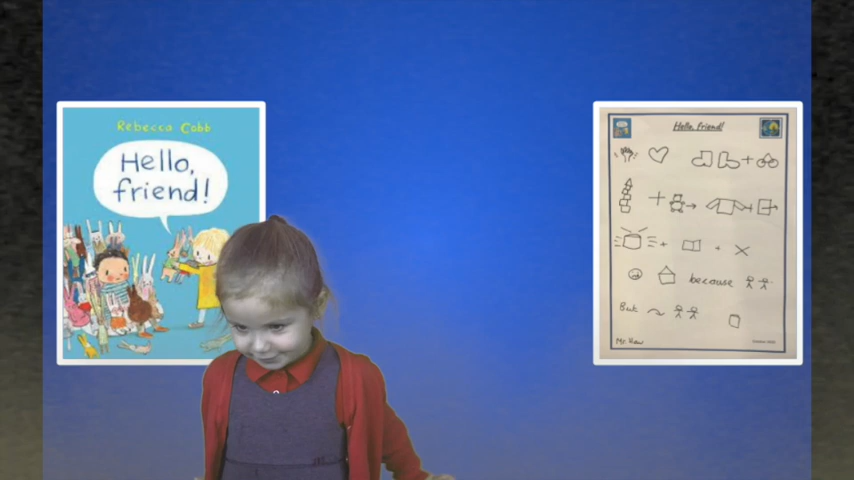 Rebecca Cobb
Hello,
friend!
Hello, friend!
because
But